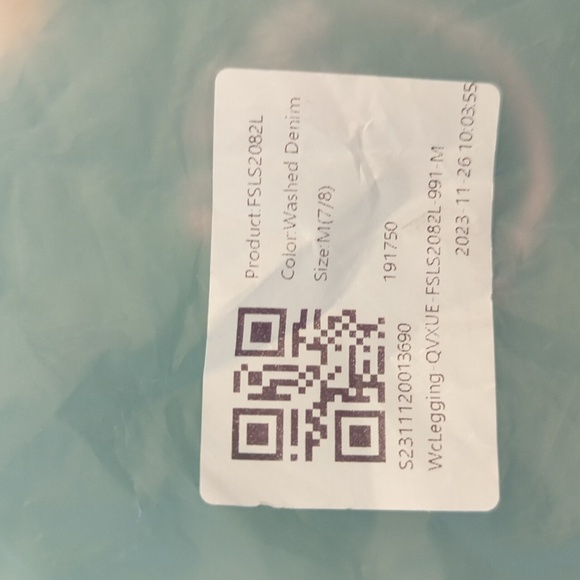 Product:FSLS2082L
Color:Washed Denim
Size:M(7/8)
191750
S2311120013690
WcLegging-QVXUE-FSLS2082L-991-M
2023-11-26 10:03:55